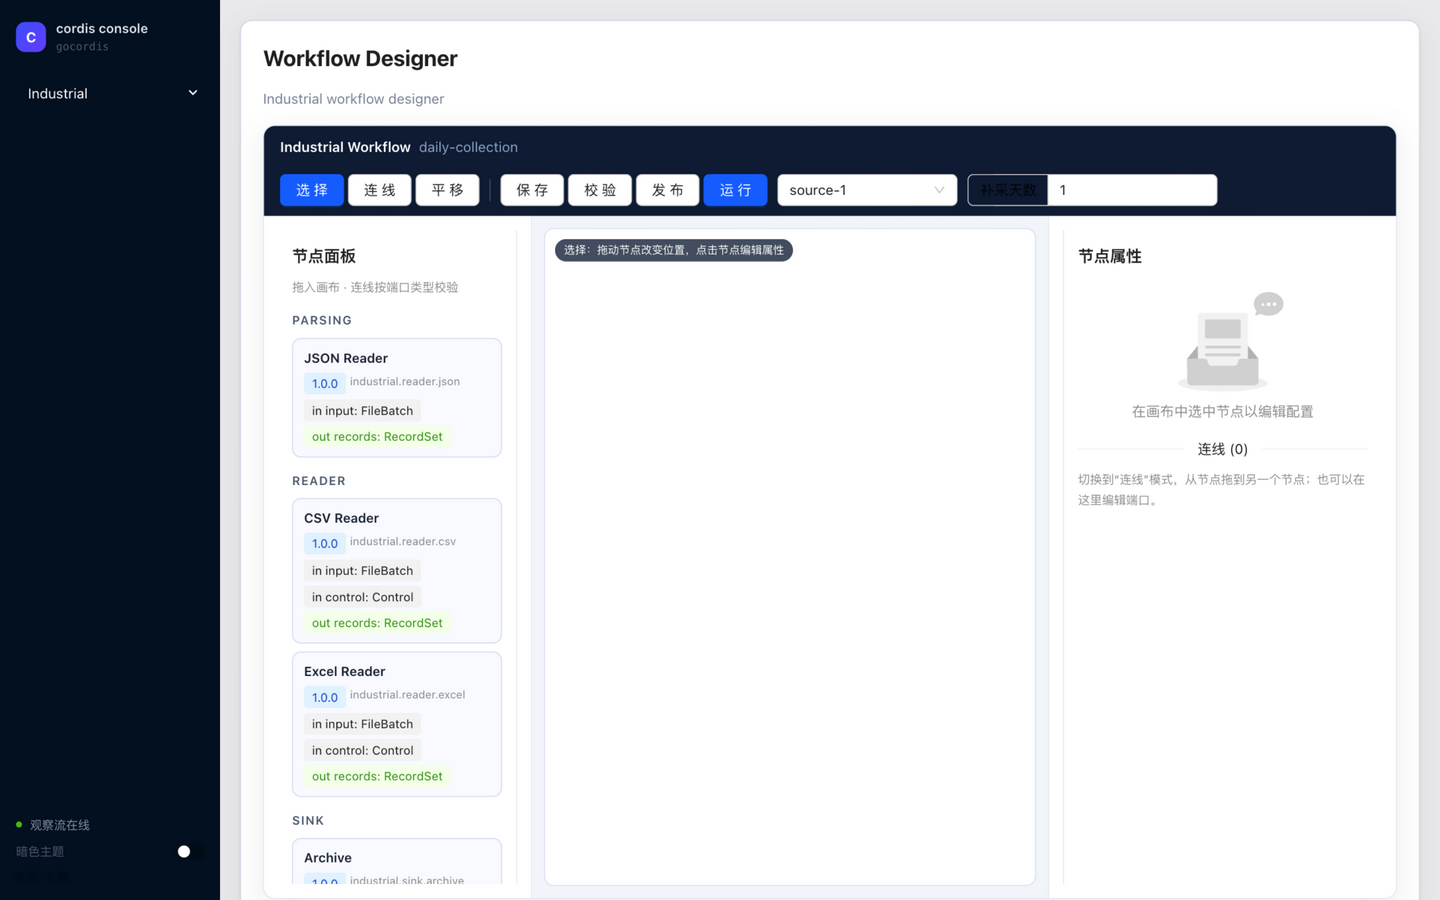 C
cordis console
gocordis
Industrial
观察流在线
暗色主题
Workflow Designer
Industrial workflow designer
Industrial Workflow daily-collection
选 择 连 线 平 移 保 存 校 验 发 布 运 行 source-1 补采天数 1
节点面板
拖入画布 · 连线按端口类型校验
PARSING
JSON Reader
1.0.0 industrial.reader.json
in input: FileBatch
out records: RecordSet
READER
CSV Reader
1.0.0 industrial.reader.csv
in input: FileBatch
in control: Control
out records: RecordSet
Excel Reader
1.0.0 industrial.reader.excel
in input: FileBatch
in control: Control
out records: RecordSet
SINK
Archive
1.0.0 industrial.sink.archive
选择：拖动节点改变位置，点击节点编辑属性
节点属性
在画布中选中节点以编辑配置
连线 (0)
切换到“连线”模式，从节点拖到另一个节点；也可以在
这里编辑端口。